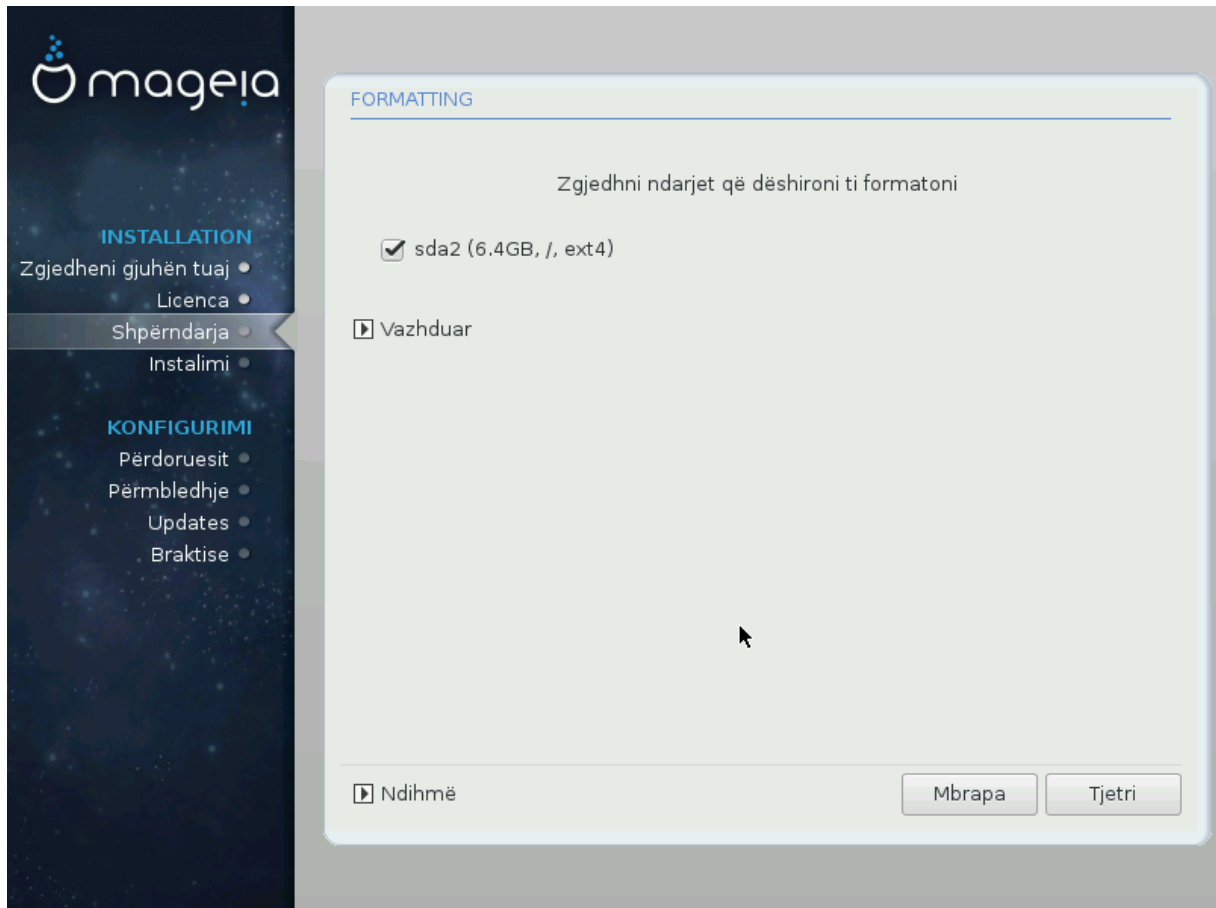 mageia
INSTALLATION
Zgjedheni gjuhën tuaj
Licenca
Shpërndarja
Instalimi
KONFIGURIMI
Përdoruesit
Përmbledhje
Updates
Braktise
FORMATTING
Zgjedhni ndarjet që dëshironi ti formatoni
sda2 (6.4GB, /, ext4)
Vazhduar
Ndihmë
Mbrapa
Tjetri